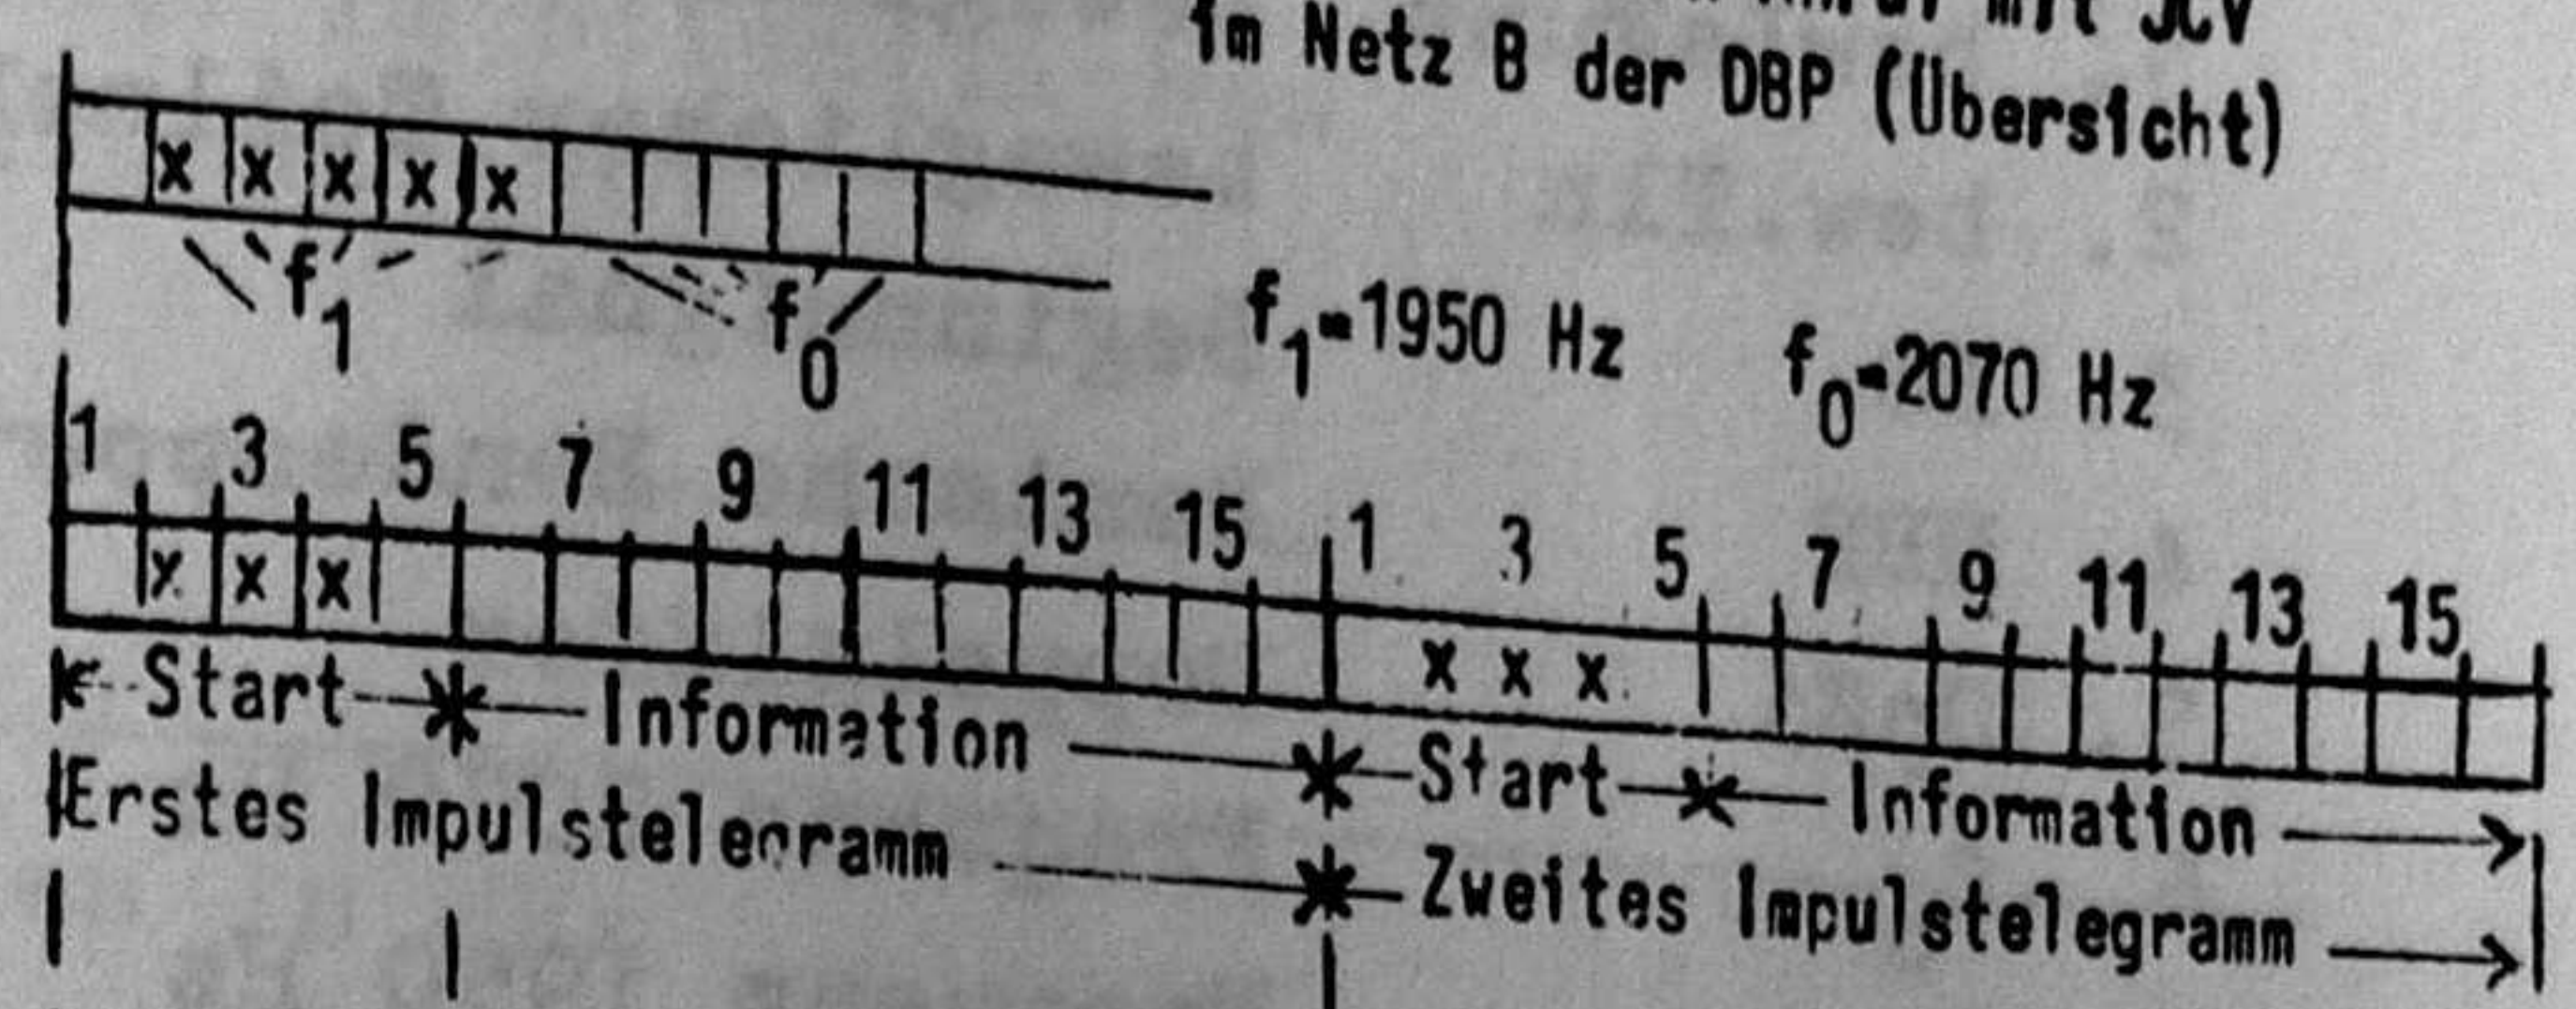 mit
im Netz B der DBP (Übersicht)
x x x x x
f1 f0
f1=1950 Hz f0=2070 Hz
1 3 5 7 9 11 13 15 1 3 5 7 9 11 13 15
x x x x x x
Start Information Start Information
Erstes Impulstelegramm Zweites Impulstelegramm